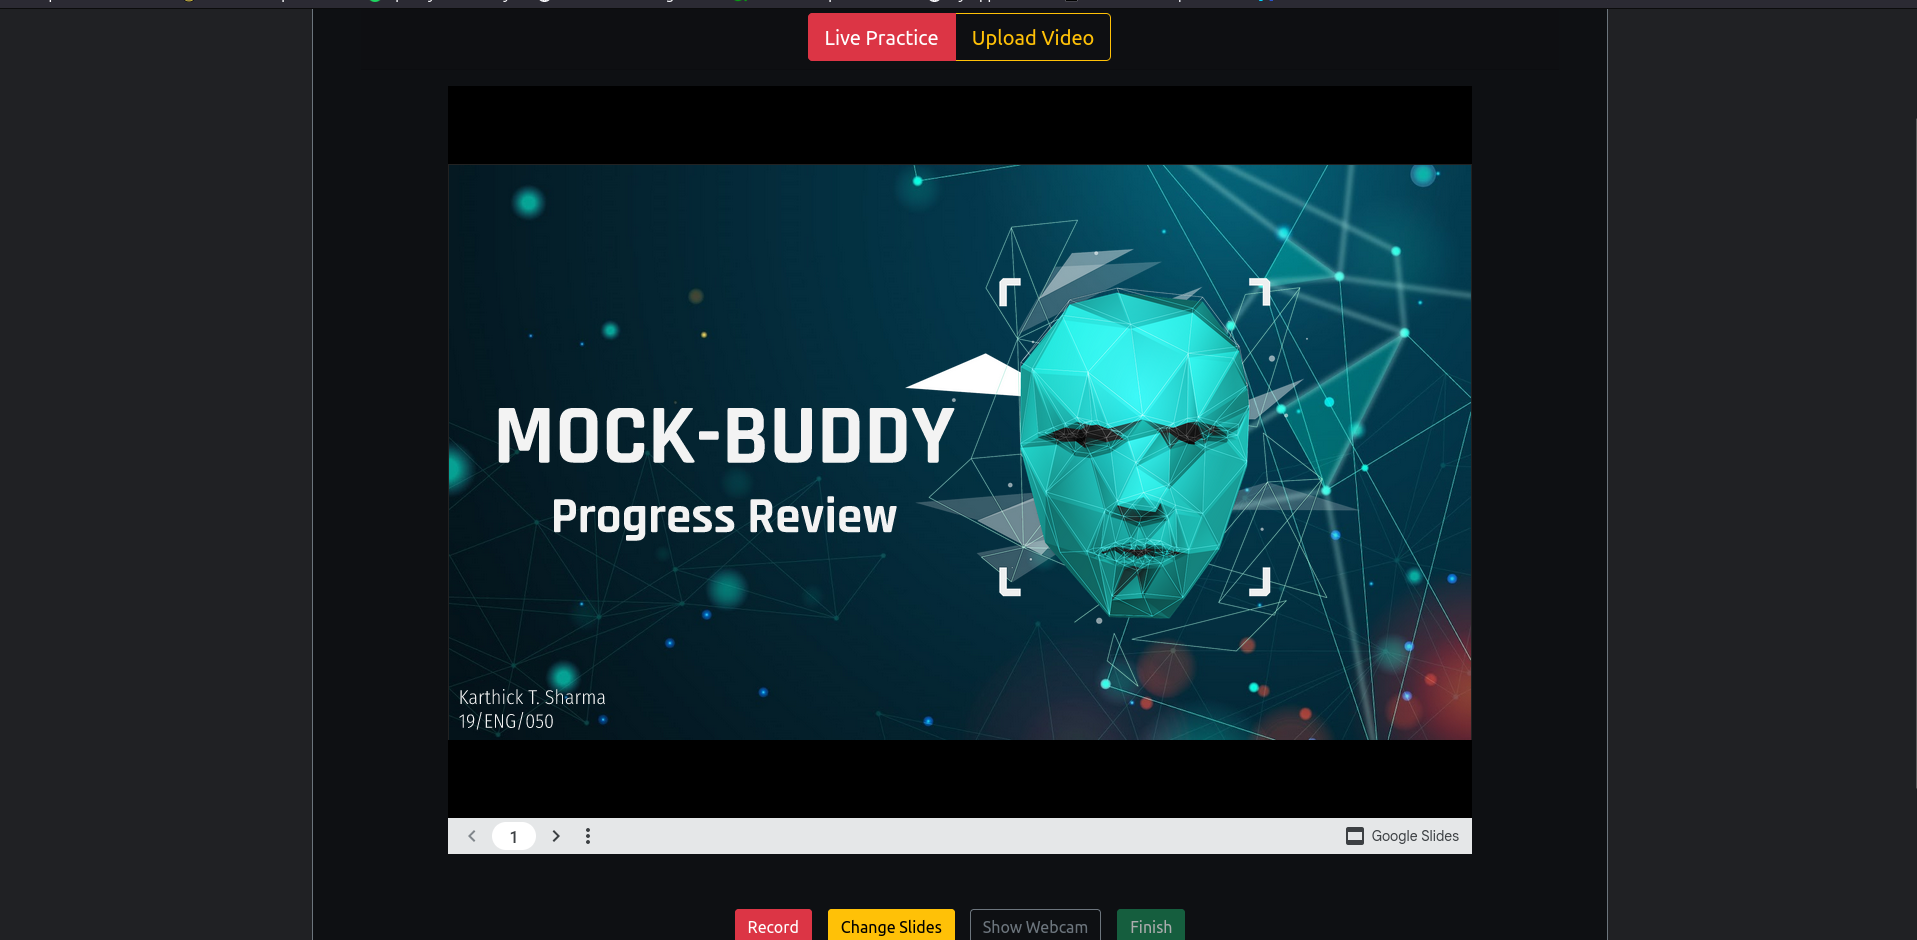 Live Practice Upload Video
MOCK-BUDDY
Progress Review
Karthick T. Sharma
19/ENG/050
1 Google Slides
Record Change Slides Show Webcam Finish